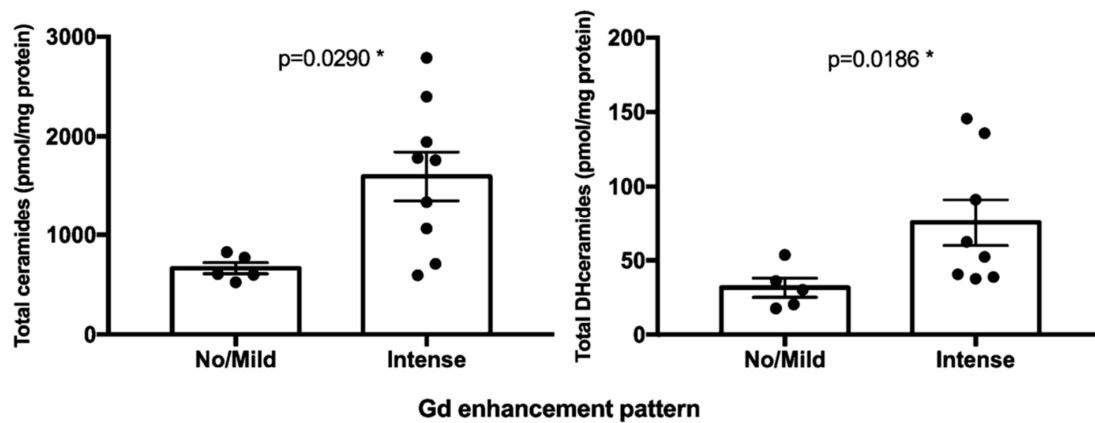 Total ceramides (pmol/mg protein)
3000
2000
1000
0
p=0.0290 *
No/Mild
Intense
Total DHceramides (pmol/mg protein)
200
150
100
50
0
p=0.0186 *
No/Mild
Intense
Gd enhancement pattern